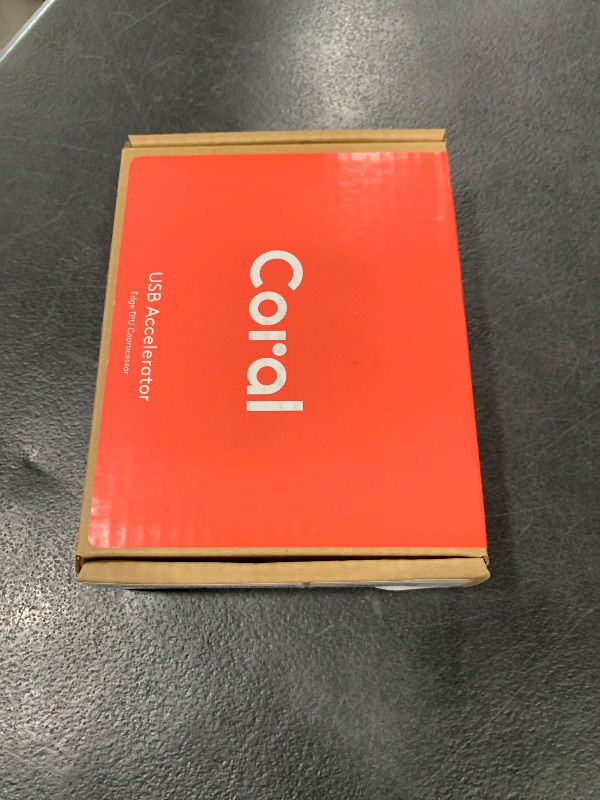 Coral
USB Accelerator
Edge TPU Coprocessor